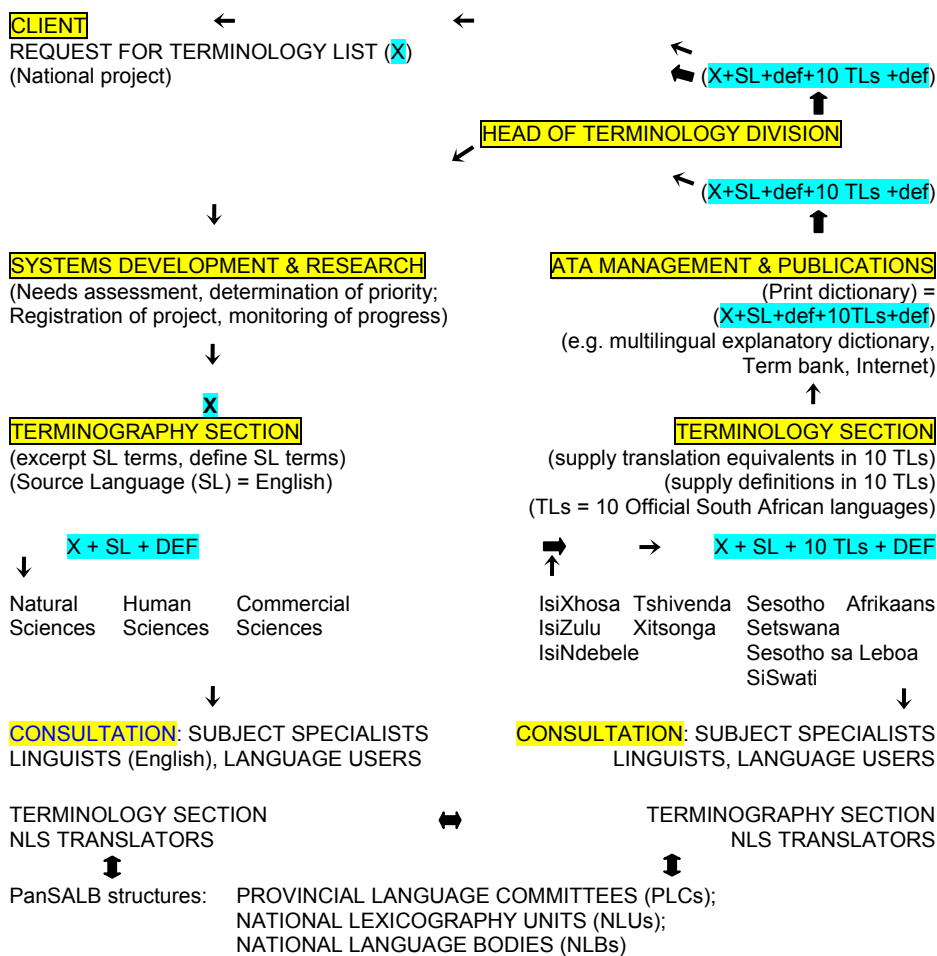 CLIENT
REQUEST FOR TERMINOLOGY LIST (X)
(National project)
(X+SL+def+10 TLs +def)
HEAD OF TERMINOLOGY DIVISION
(X+SL+def+10 TLs +def)
SYSTEMS DEVELOPMENT & RESEARCH
(Needs assessment, determination of priority;
Registration of project, monitoring of progress)
ATA MANAGEMENT & PUBLICATIONS
(Print dictionary) =
(X+SL+def+10TLs+def)
(e.g. multilingual explanatory dictionary,
Term bank, Internet)
X
TERMINOGRAPHY SECTION
(excerpt SL terms, define SL terms)
(Source Language (SL) = English)
TERMINOLOGY SECTION
(supply translation equivalents in 10 TLs)
(supply definitions in 10 TLs)
(TLs = 10 Official South African languages)
X + SL + DEF
X + SL + 10 TLs + DEF
Natural Human Commercial
Sciences Sciences Sciences
IsiXhosa Tshivenda Sesotho Afrikaans
IsiZulu Xitsonga Setswana
IsiNdebele Sesotho sa Leboa
SiSwati
CONSULTATION: SUBJECT SPECIALISTS
LINGUISTS (English), LANGUAGE USERS
CONSULTATION: SUBJECT SPECIALISTS
LINGUISTS, LANGUAGE USERS
TERMINOLOGY SECTION
NLS TRANSLATORS
TERMINOGRAPHY SECTION
NLS TRANSLATORS
PanSALB structures: PROVINCIAL LANGUAGE COMMITTEES (PLCs);
NATIONAL LEXICOGRAPHY UNITS (NLUs);
NATIONAL LANGUAGE BODIES (NLBs)